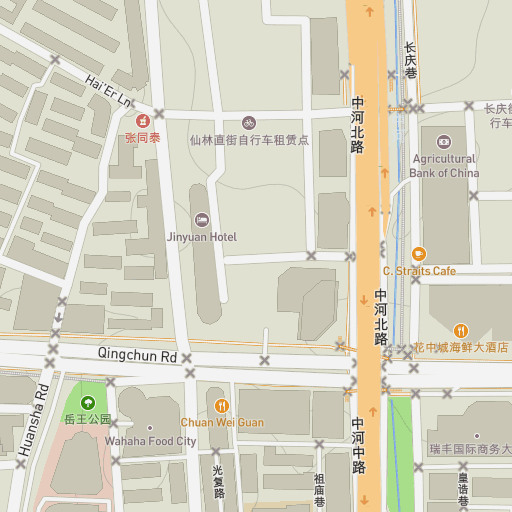 长庆巷
Hai'Er Ln
中河北路
长庆街
行车
张同泰
仙林直街自行车租赁点
Agricultural
Bank of China
Jinyuan Hotel
C. Straits Cafe
中河北路
花中城海鲜大酒店
Qingchun Rd
Huansha Rd
岳王公园
Chuan Wei Guan
Wahaha Food City
中河中路
瑞丰国际商务大
光复路
祖庙巷
皇诰巷